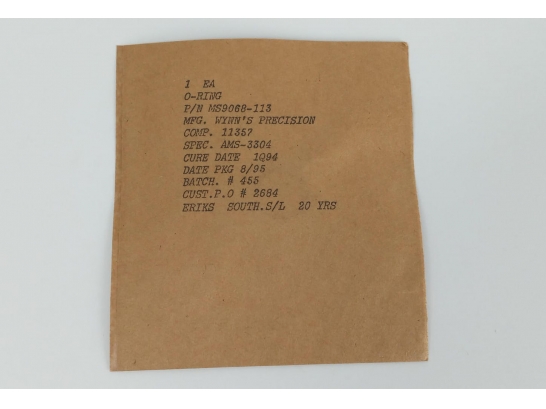 1 EA
O-RING
P/N MS9068-113
MFG. WYNN'S PRECISION
COMP. 11357
SPEC. AMS-3304
CURE DATE 1Q94
DATE PKG 8/95
BATCH. # 455
CUST.P.O # 2684
ERIKS SOUTH.S/L 20 YRS